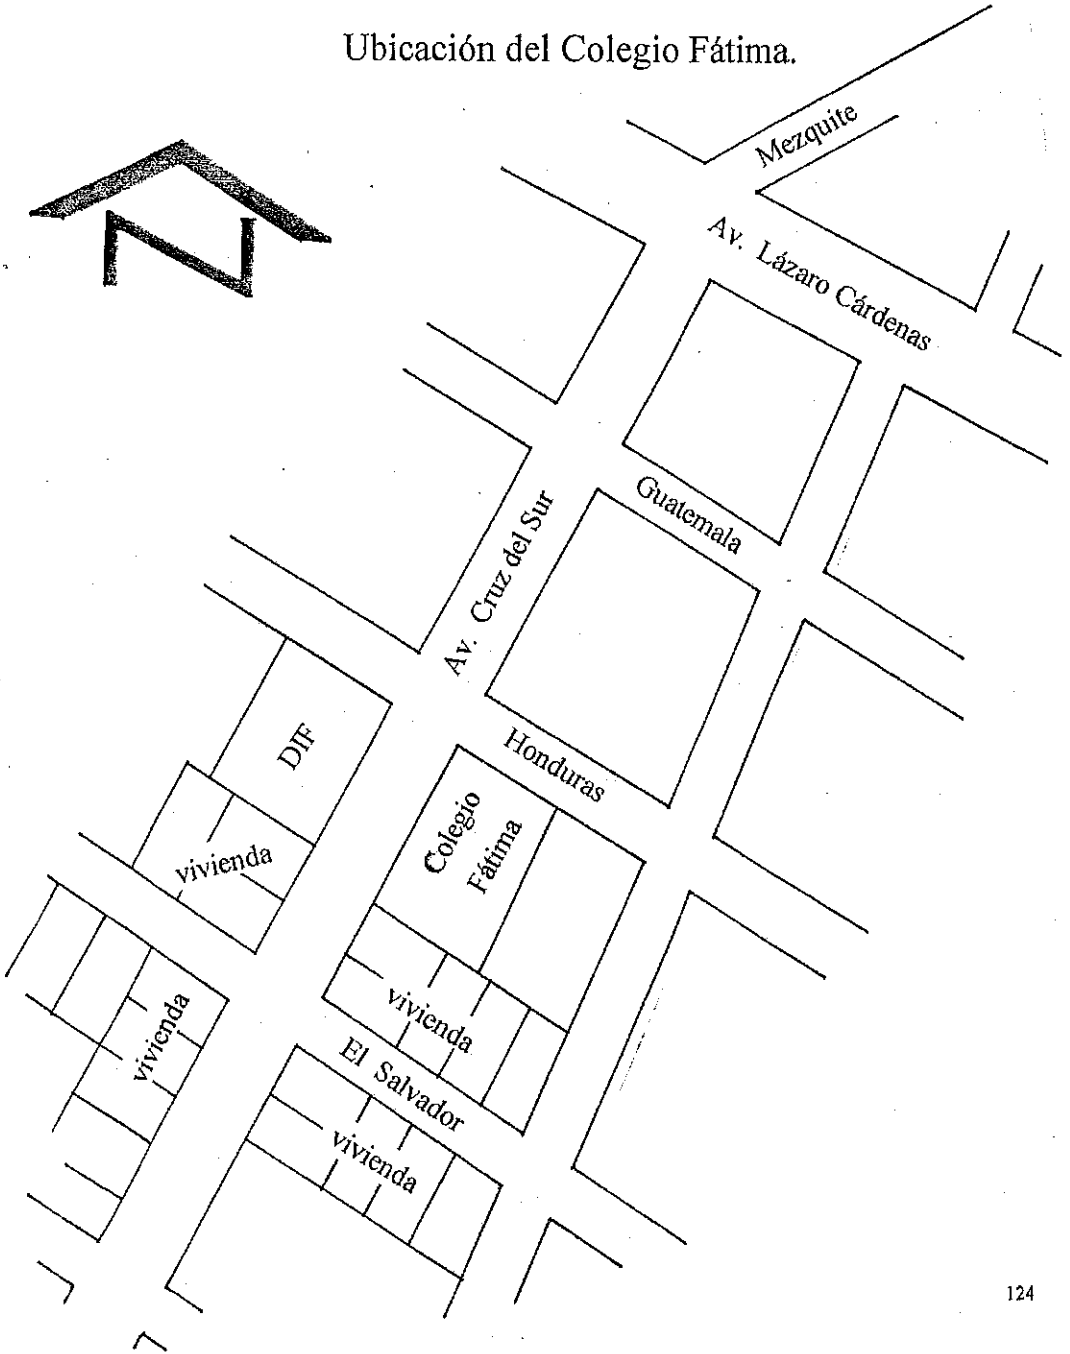 Ubicación del Colegio Fátima.
Mezquite
Av. Lázaro Cárdenas
Guatemala
Av. Cruz del Sur
Honduras
DIF
Colegio
Fátima
vivienda
vivienda
vivienda
El Salvador
vivienda
124